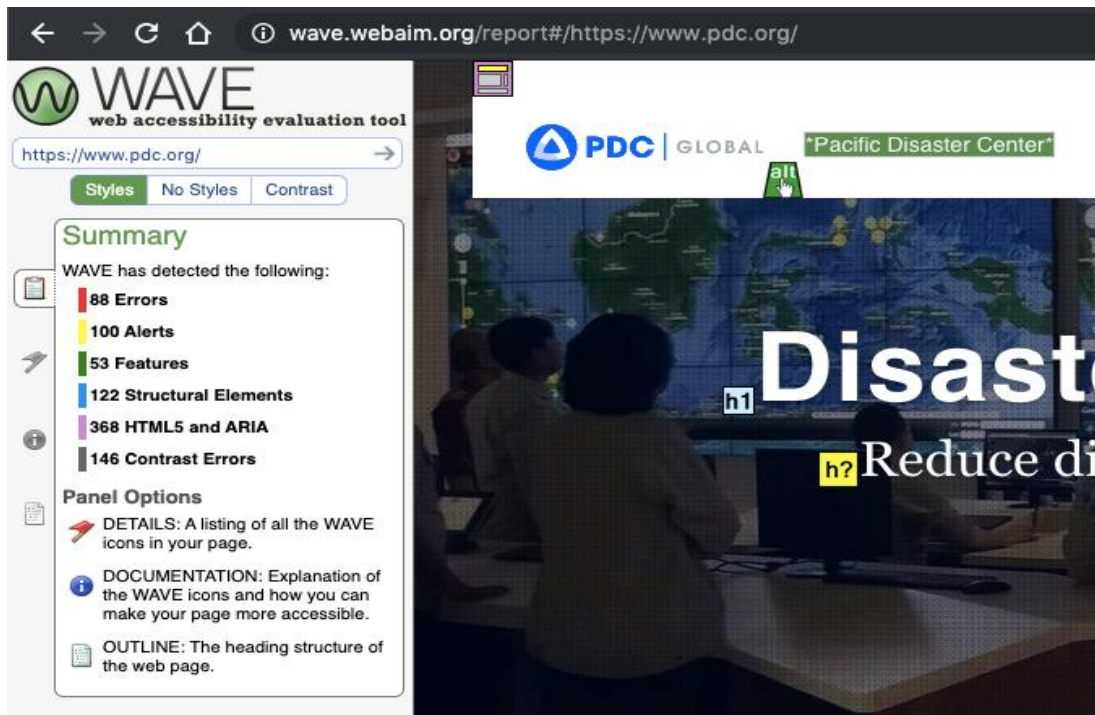 wave.webaim.org/report#/https://www.pdc.org/
WAVE
web accessibility evaluation tool
https://www.pdc.org/
Styles No Styles Contrast
Summary
WAVE has detected the following:
88 Errors
100 Alerts
53 Features
122 Structural Elements
368 HTML5 and ARIA
146 Contrast Errors
Panel Options
DETAILS: A listing of all the WAVE
icons in your page.
DOCUMENTATION: Explanation of
the WAVE icons and how you can
make your page more accessible.
OUTLINE: The heading structure of
the web page.
PDC GLOBAL *Pacific Disaster Center*
alt
h1 Disast
h? Reduce di